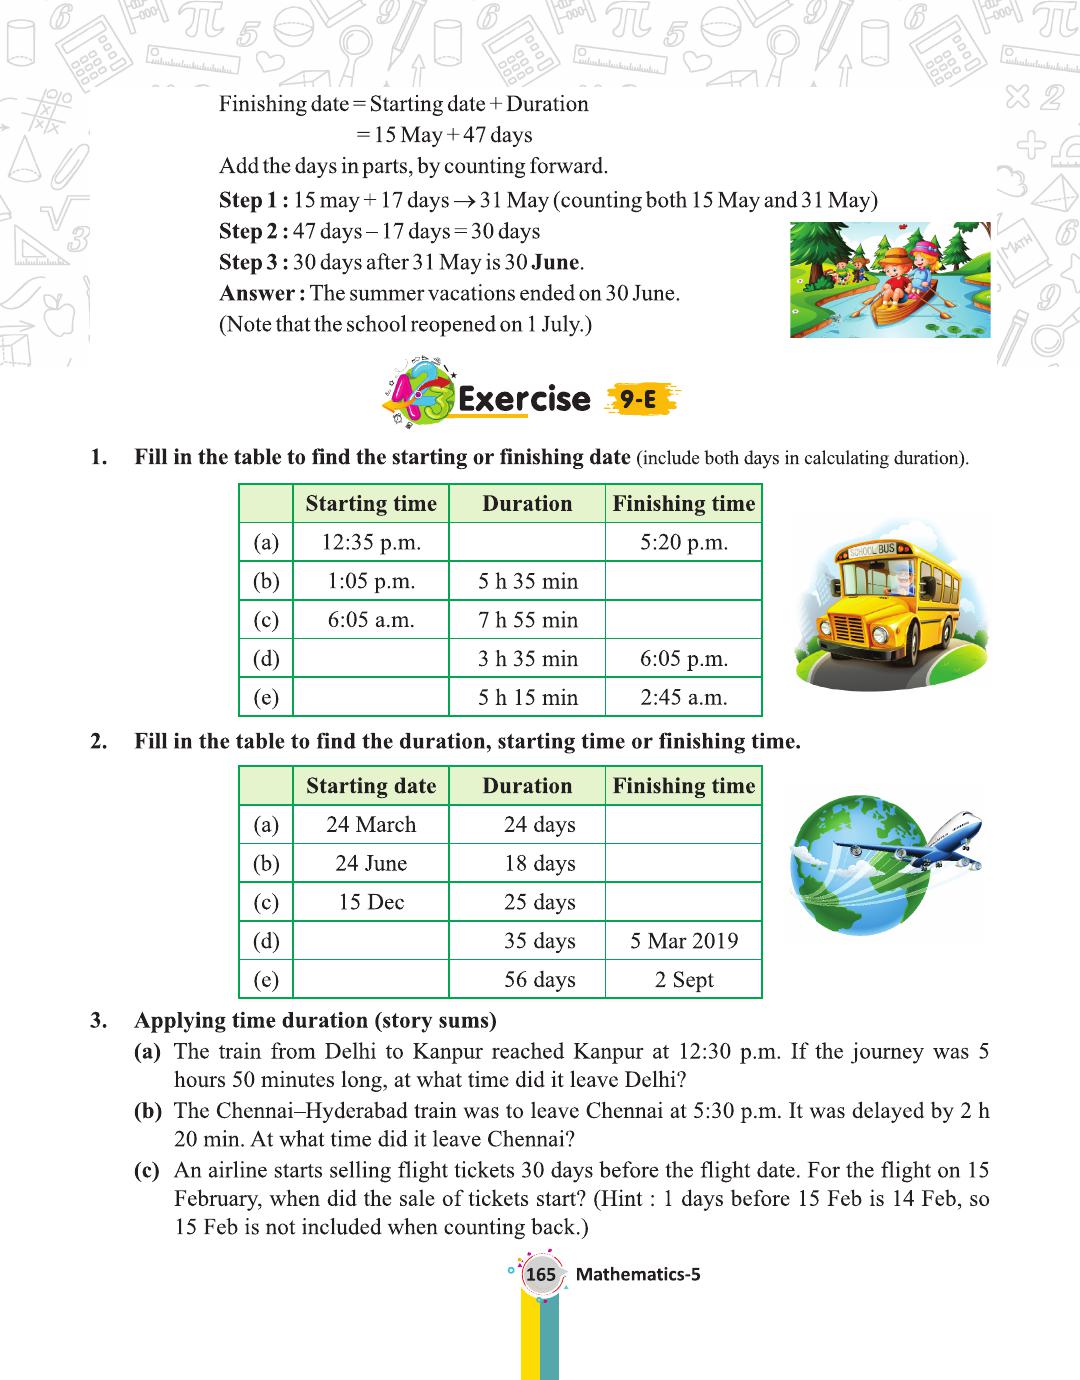 Finishing date = Starting date + Duration
= 15 May + 47 days
Add the days in parts, by counting forward.
Step 1 : 15 may + 17 days → 31 May (counting both 15 May and 31 May)
Step 2 : 47 days – 17 days = 30 days
Step 3 : 30 days after 31 May is 30 June.
Answer : The summer vacations ended on 30 June.
(Note that the school reopened on 1 July.)
Exercise 9-E
1. Fill in the table to find the starting or finishing date (include both days in calculating duration).
Starting time Duration Finishing time
(a) 12:35 p.m. 5:20 p.m.
(b) 1:05 p.m. 5 h 35 min
(c) 6:05 a.m. 7 h 55 min
(d) 3 h 35 min 6:05 p.m.
(e) 5 h 15 min 2:45 a.m.
SCHOOL BUS
2. Fill in the table to find the duration, starting time or finishing time.
Starting date Duration Finishing time
(a) 24 March 24 days
(b) 24 June 18 days
(c) 15 Dec 25 days
(d) 35 days 5 Mar 2019
(e) 56 days 2 Sept
3. Applying time duration (story sums)
(a) The train from Delhi to Kanpur reached Kanpur at 12:30 p.m. If the journey was 5
hours 50 minutes long, at what time did it leave Delhi?
(b) The Chennai–Hyderabad train was to leave Chennai at 5:30 p.m. It was delayed by 2 h
20 min. At what time did it leave Chennai?
(c) An airline starts selling flight tickets 30 days before the flight date. For the flight on 15
February, when did the sale of tickets start? (Hint : 1 days before 15 Feb is 14 Feb, so
15 Feb is not included when counting back.)
165 Mathematics-5